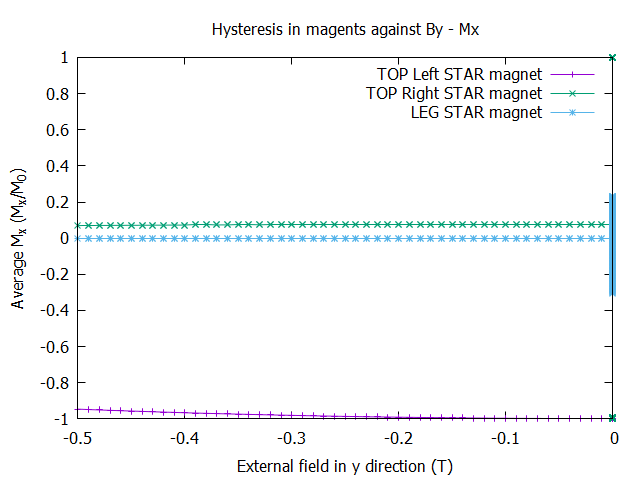 Hysteresis in magents against By - Mx
TOP Left STAR magnet
TOP Right STAR magnet
LEG STAR magnet
1
0.8
0.6
0.4
0.2
0
-0.2
-0.4
-0.6
-0.8
-1
Average Mx (Mx/M0)
-0.5
-0.4
-0.3
-0.2
-0.1
0
External field in y direction (T)